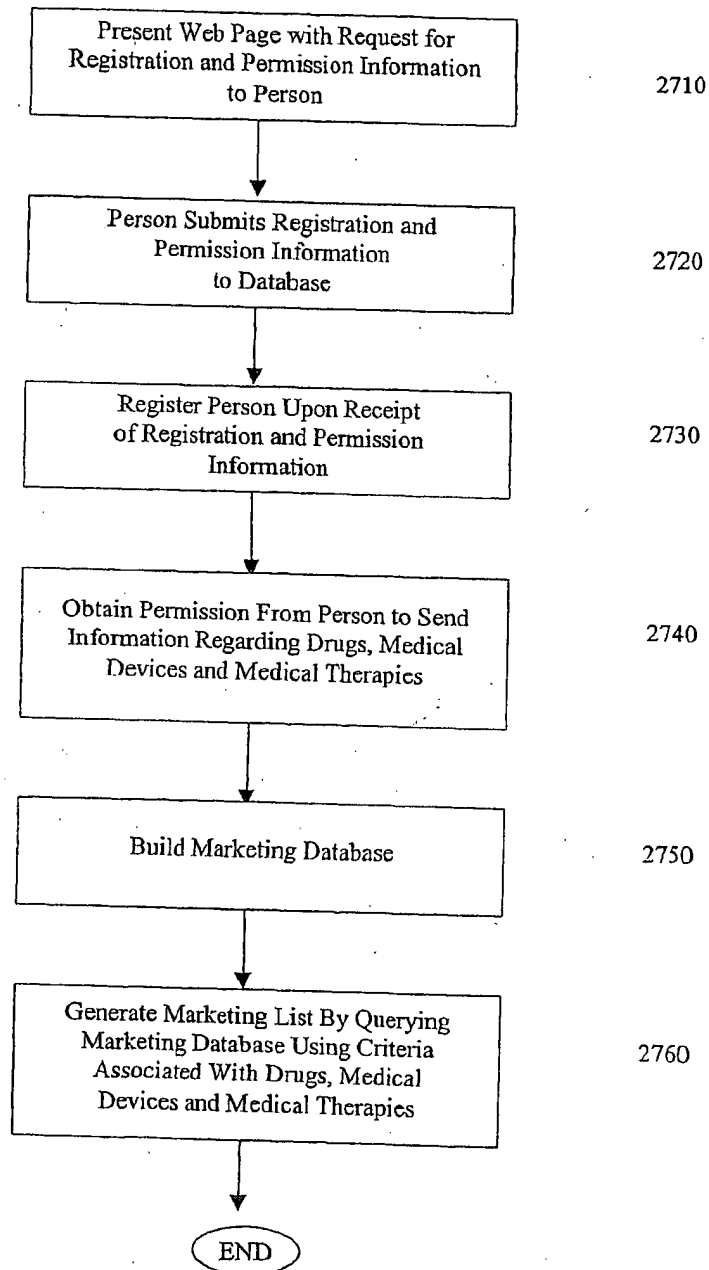 Present Web Page with Request for
Registration and Permission Information
to Person
2710
Person Submits Registration and
Permission Information
to Database
2720
Register Person Upon Receipt
of Registration and Permission
Information
2730
Obtain Permission From Person to Send
Information Regarding Drugs, Medical
Devices and Medical Therapies
2740
Build Marketing Database
2750
Generate Marketing List By Querying
Marketing Database Using Criteria
Associated With Drugs, Medical
Devices and Medical Therapies
2760
END